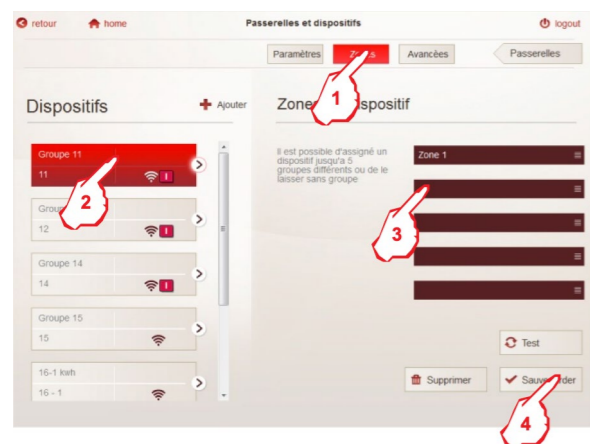 retour
home
Passerelles et dispositifs
logout
Paramètres
Avancées
Passerelles
1
Dispositifs
Ajouter
Il est possible d'assigné un
dispositif jusqu'a 5
groupes différents ou de le
laisser sans groupe
Groupe 11
11
2
12
Groupe 14
14
Groupe 15
15
16-1 kwh
16 - 1
Zone 1
3
Test
Supprimer
4